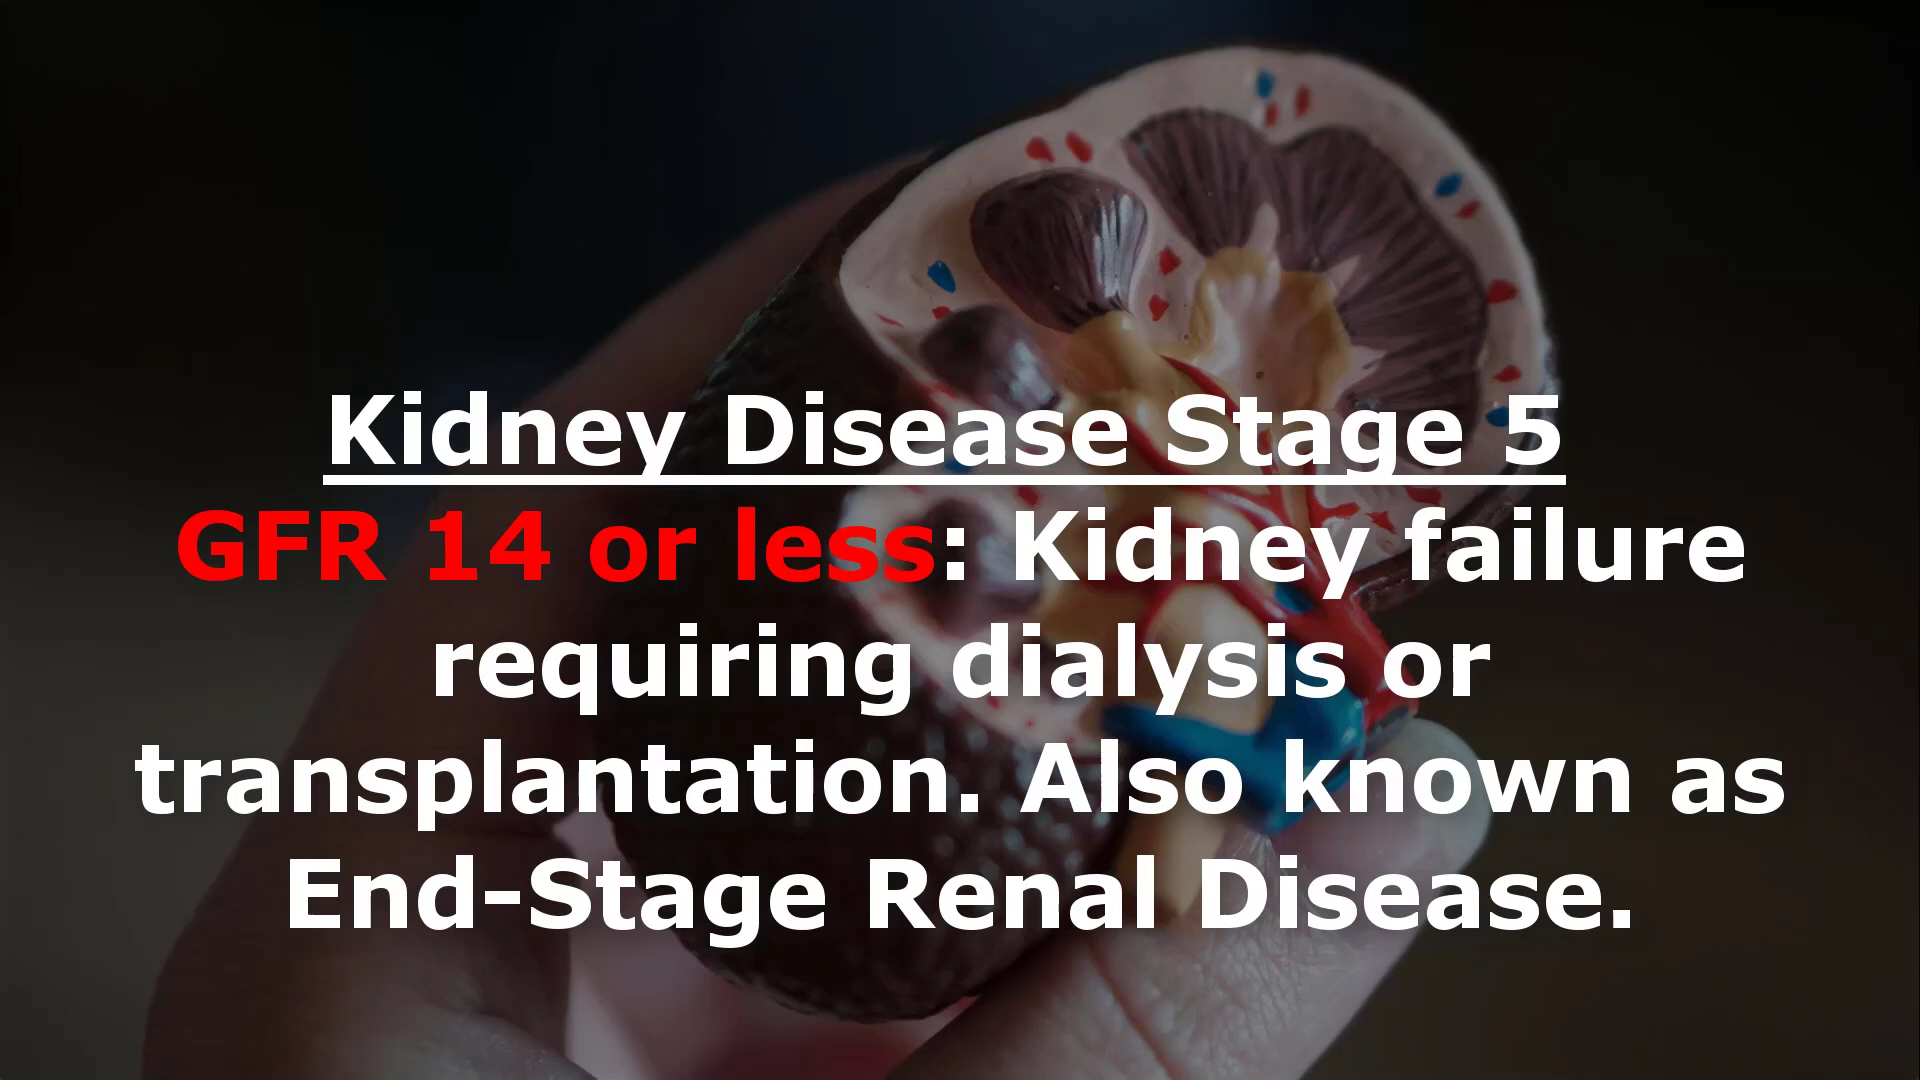 Kidney Disease Stage 5
GFR 14 or less: Kidney failure
requiring dialysis or
transplantation. Also known as
End-Stage Renal Disease.